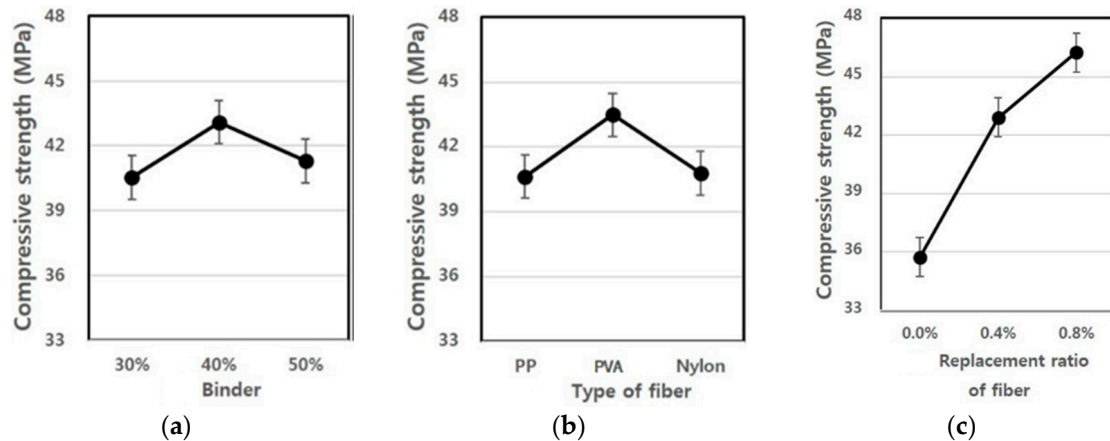 Compressive strength (MPa)
48
45
42
39
36
33
30%
40%
50%
Binder
(a)
Compressive strength (MPa)
48
45
42
39
36
33
PP
PVA
Nylon
Type of fiber
(b)
Compressive strength (MPa)
48
45
42
39
36
33
0.0%
0.4%
0.8%
Replacement ratio
of fiber
(c)